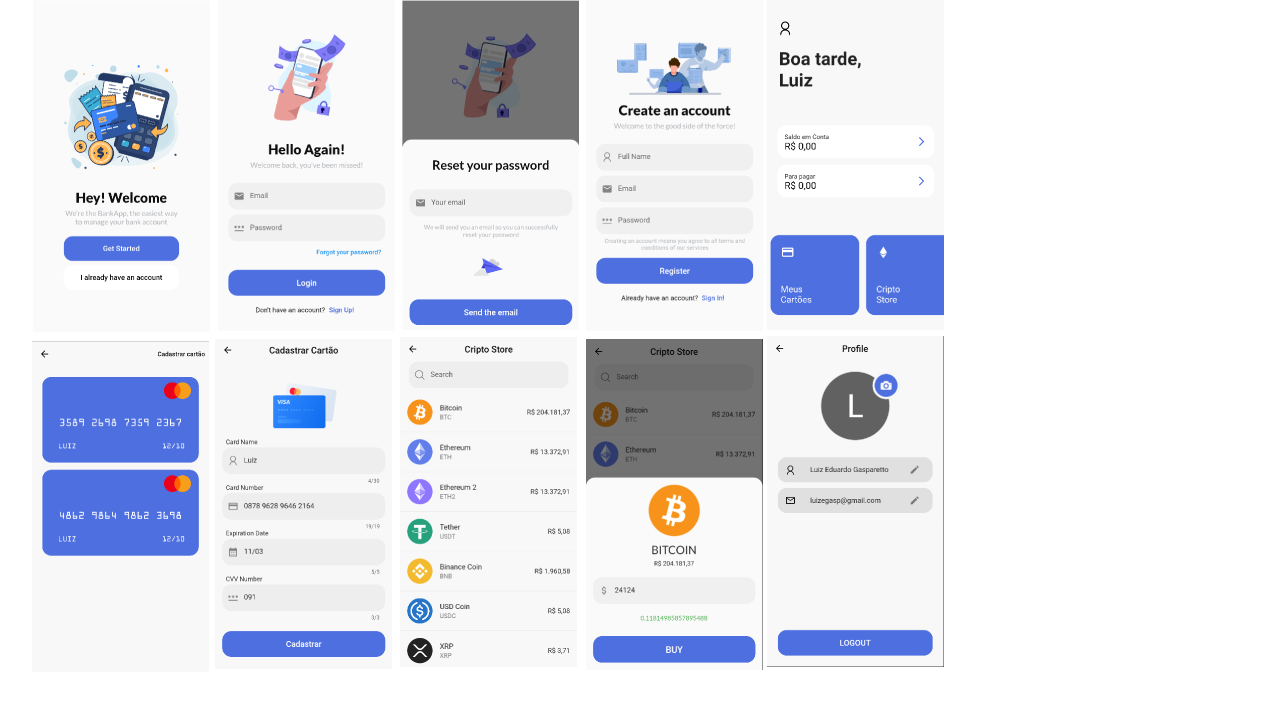 Hey! Welcome
We're the BankApp, the easiest way
to manage your bank account
Get Started
I already have an account
Hello Again!
Welcome back, you've been missed!
Email
Password
Forgot your password?
Login
Don't have an account? Sign Up!
Reset your password
Your email
We will send you an email so you can successfully
reset your password
Send the email
Create an account
Welcome to the good side of the force!
Full Name
Email
Password
Creating an account means you agree to all terms and
conditions of our services
Register
Already have an account? Sign In!
Boa tarde,
Luiz
Saldo em Conta
R$ 0,00
Para pagar
R$ 0,00
Meus
Cartões
Cripto
Store
Cadastrar cartão
3589 2698 7359 2367
LUIZ 12/10
4862 9864 9862 3698
LUIZ 12/10
Cadastrar Cartão
VISA
Card Name
Luiz
4/30
Card Number
0878 9628 9646 2164
19/19
Expiration Date
11/03
5/5
CVV Number
091
3/3
Cadastrar
Cripto Store
Search
Bitcoin
BTC
R$ 204.181,37
Ethereum
ETH
R$ 13.372,91
Ethereum 2
ETH2
R$ 13.372,91
Tether
USDT
R$ 5,08
Binance Coin
BNB
R$ 1.960,58
USD Coin
USDC
R$ 5,08
XRP
XRP
R$ 3,71
Cripto Store
Search
Bitcoin
BTC
R$ 204.181,37
Ethereum
ETH
R$ 13.372,91
BITCOIN
R$ 204.181,37
$ 24124
0.11814985857895488
BUY
Profile
L
Luiz Eduardo Gasparetto
luizegasp@gmail.com
LOGOUT